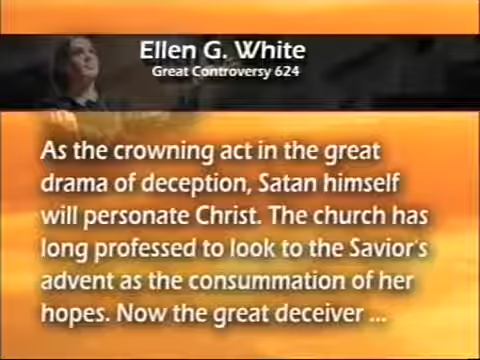 Ellen G. White
Great Controversy 624
As the crowning act in the great
drama of deception, Satan himself
will personate Christ. The church has
long professed to look to the Savior's
advent as the consummation of her
hopes. Now the great deceiver ...